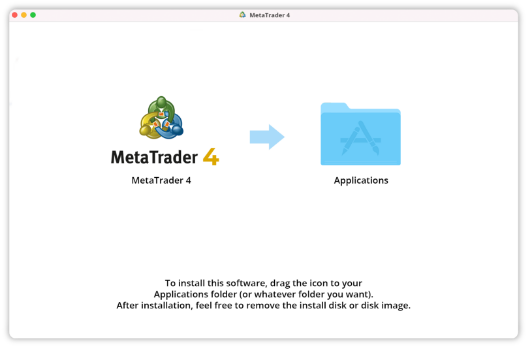 MetaTrader 4
MetaTrader 4
MetaTrader 4
Applications
To install this software, drag the icon to your
Applications folder (or whatever folder you want).
After installation, feel free to remove the install disk or disk image.